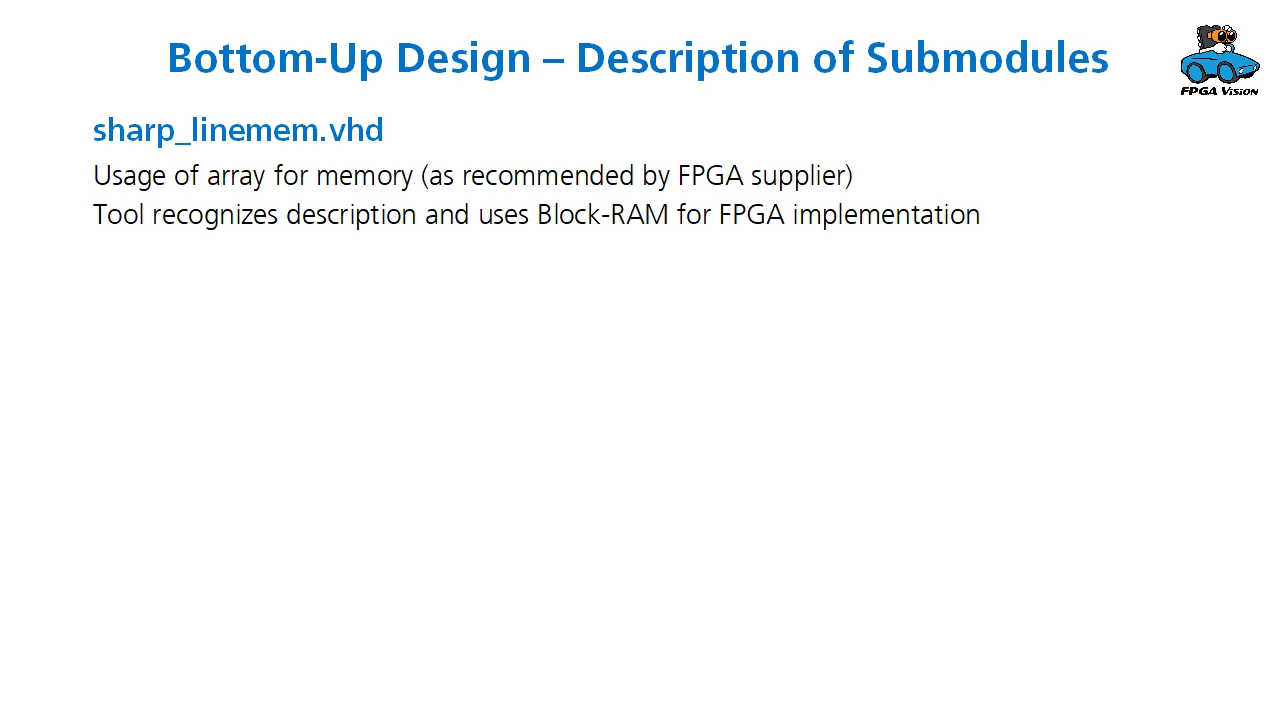 Bottom-Up Design – Description of Submodules
FPGA Vision
sharp_linemem.vhd
Usage of array for memory (as recommended by FPGA supplier)
Tool recognizes description and uses Block-RAM for FPGA implementation